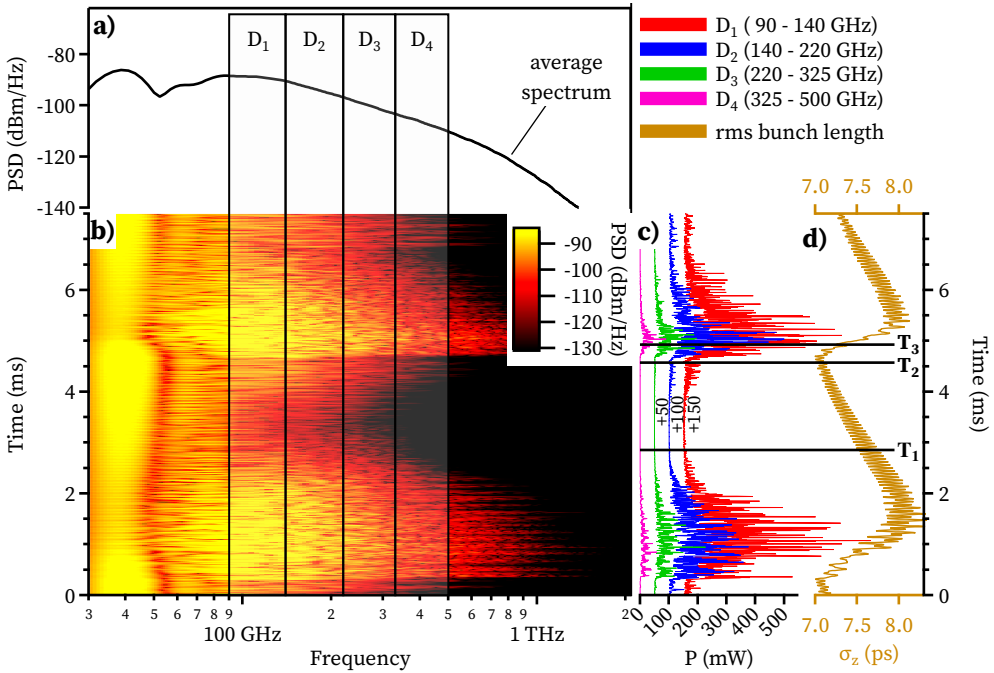 a)
D1
D2
D3
D4
-80
-100
-120
-140
PSD (dBm/Hz)
average
spectrum
D1 ( 90 - 140 GHz)
D2 (140 - 220 GHz)
D3 (220 - 325 GHz)
D4 (325 - 500 GHz)
rms bunch length
7.0 7.5 8.0
b)
-90
-100
-110
-120
-130
PSD (dBm/Hz)
c)
d)
6
4
2
0
Time (ms)
3 4 5 6 7 8 9 2 3 4 5 6 7 8 9 2
100 GHz 1 THz
Frequency
+50
+100
+150
T3
T2
T1
0 100 200 300 400 500
P (mW)
7.0 7.5 8.0
σz (ps)
6
4
2
0
Time (ms)